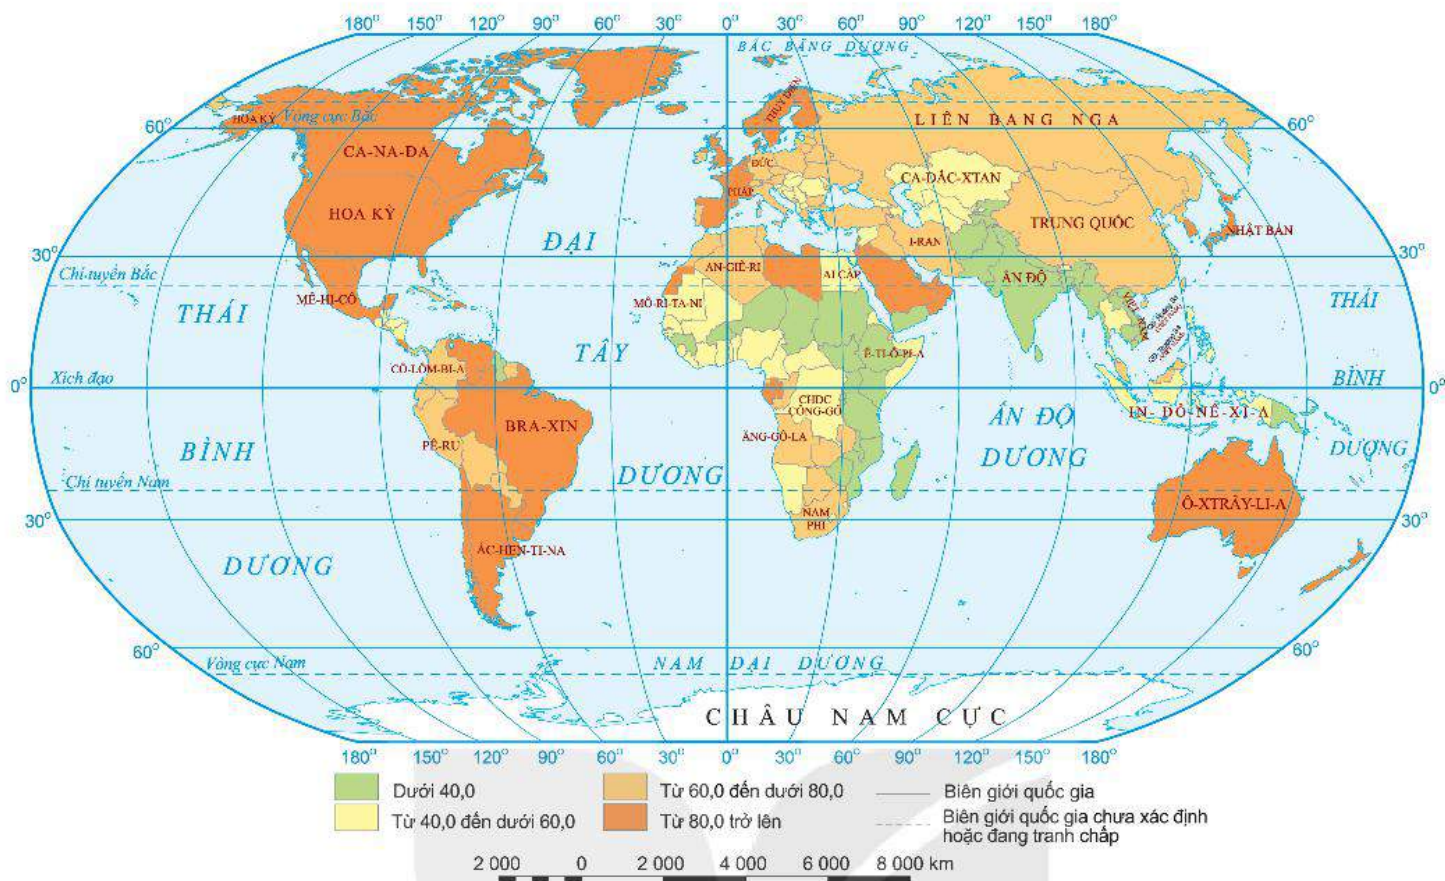 180° 150° 120° 90° 60° 30° 0° 30° 60° 90° 120° 150° 180°
BẮC BĂNG DƯƠNG
HOA KỲ
Vòng cực Bắc
THUỴ ĐIỂN
60°
LIÊN BANG NGA
60°
CA-NA-ĐA
ĐỨC
CA-DẮC-XTAN
PHÁP
HOA KỲ
TRUNG QUỐC
NHẬT BẢN
ĐẠI
I-RAN
30°
30°
Chí tuyến Bắc
AN-GIÊ-RI
AI CẬP
ẤN ĐỘ
MÊ-HI-CÔ
MÔ-RI-TA-NI
VIỆT NAM
THÁI
THÁI
TÂY
Ê-TI-Ô-PI-A
CÔ-LÔM-BI-A
Xích đạo
0°
0°
BÌNH
CHDC
CÔNG-GÔ
ẤN ĐỘ
IN-ĐÔ-NÊ-XI-A
BRA-XIN
PÊ-RU
ĂNG-GÔ-LA
BÌNH
DƯƠNG
DƯƠNG
DƯƠNG
Chí tuyến Nam
Ô-XTRÂY-LI-A
NAM
PHI
30°
30°
ÁC-HEN-TI-NA
DƯƠNG
60°
60°
Vòng cực Nam
NAM ĐẠI DƯƠNG
CHÂU NAM CỰC
180° 150° 120° 90° 60° 30° 0° 30° 60° 90° 120° 150° 180°
Dưới 40,0
Từ 40,0 đến dưới 60,0
Từ 60,0 đến dưới 80,0
Từ 80,0 trở lên
Biên giới quốc gia
Biên giới quốc gia chưa xác định
hoặc đang tranh chấp
2 000 0 2 000 4 000 6 000 8 000 km